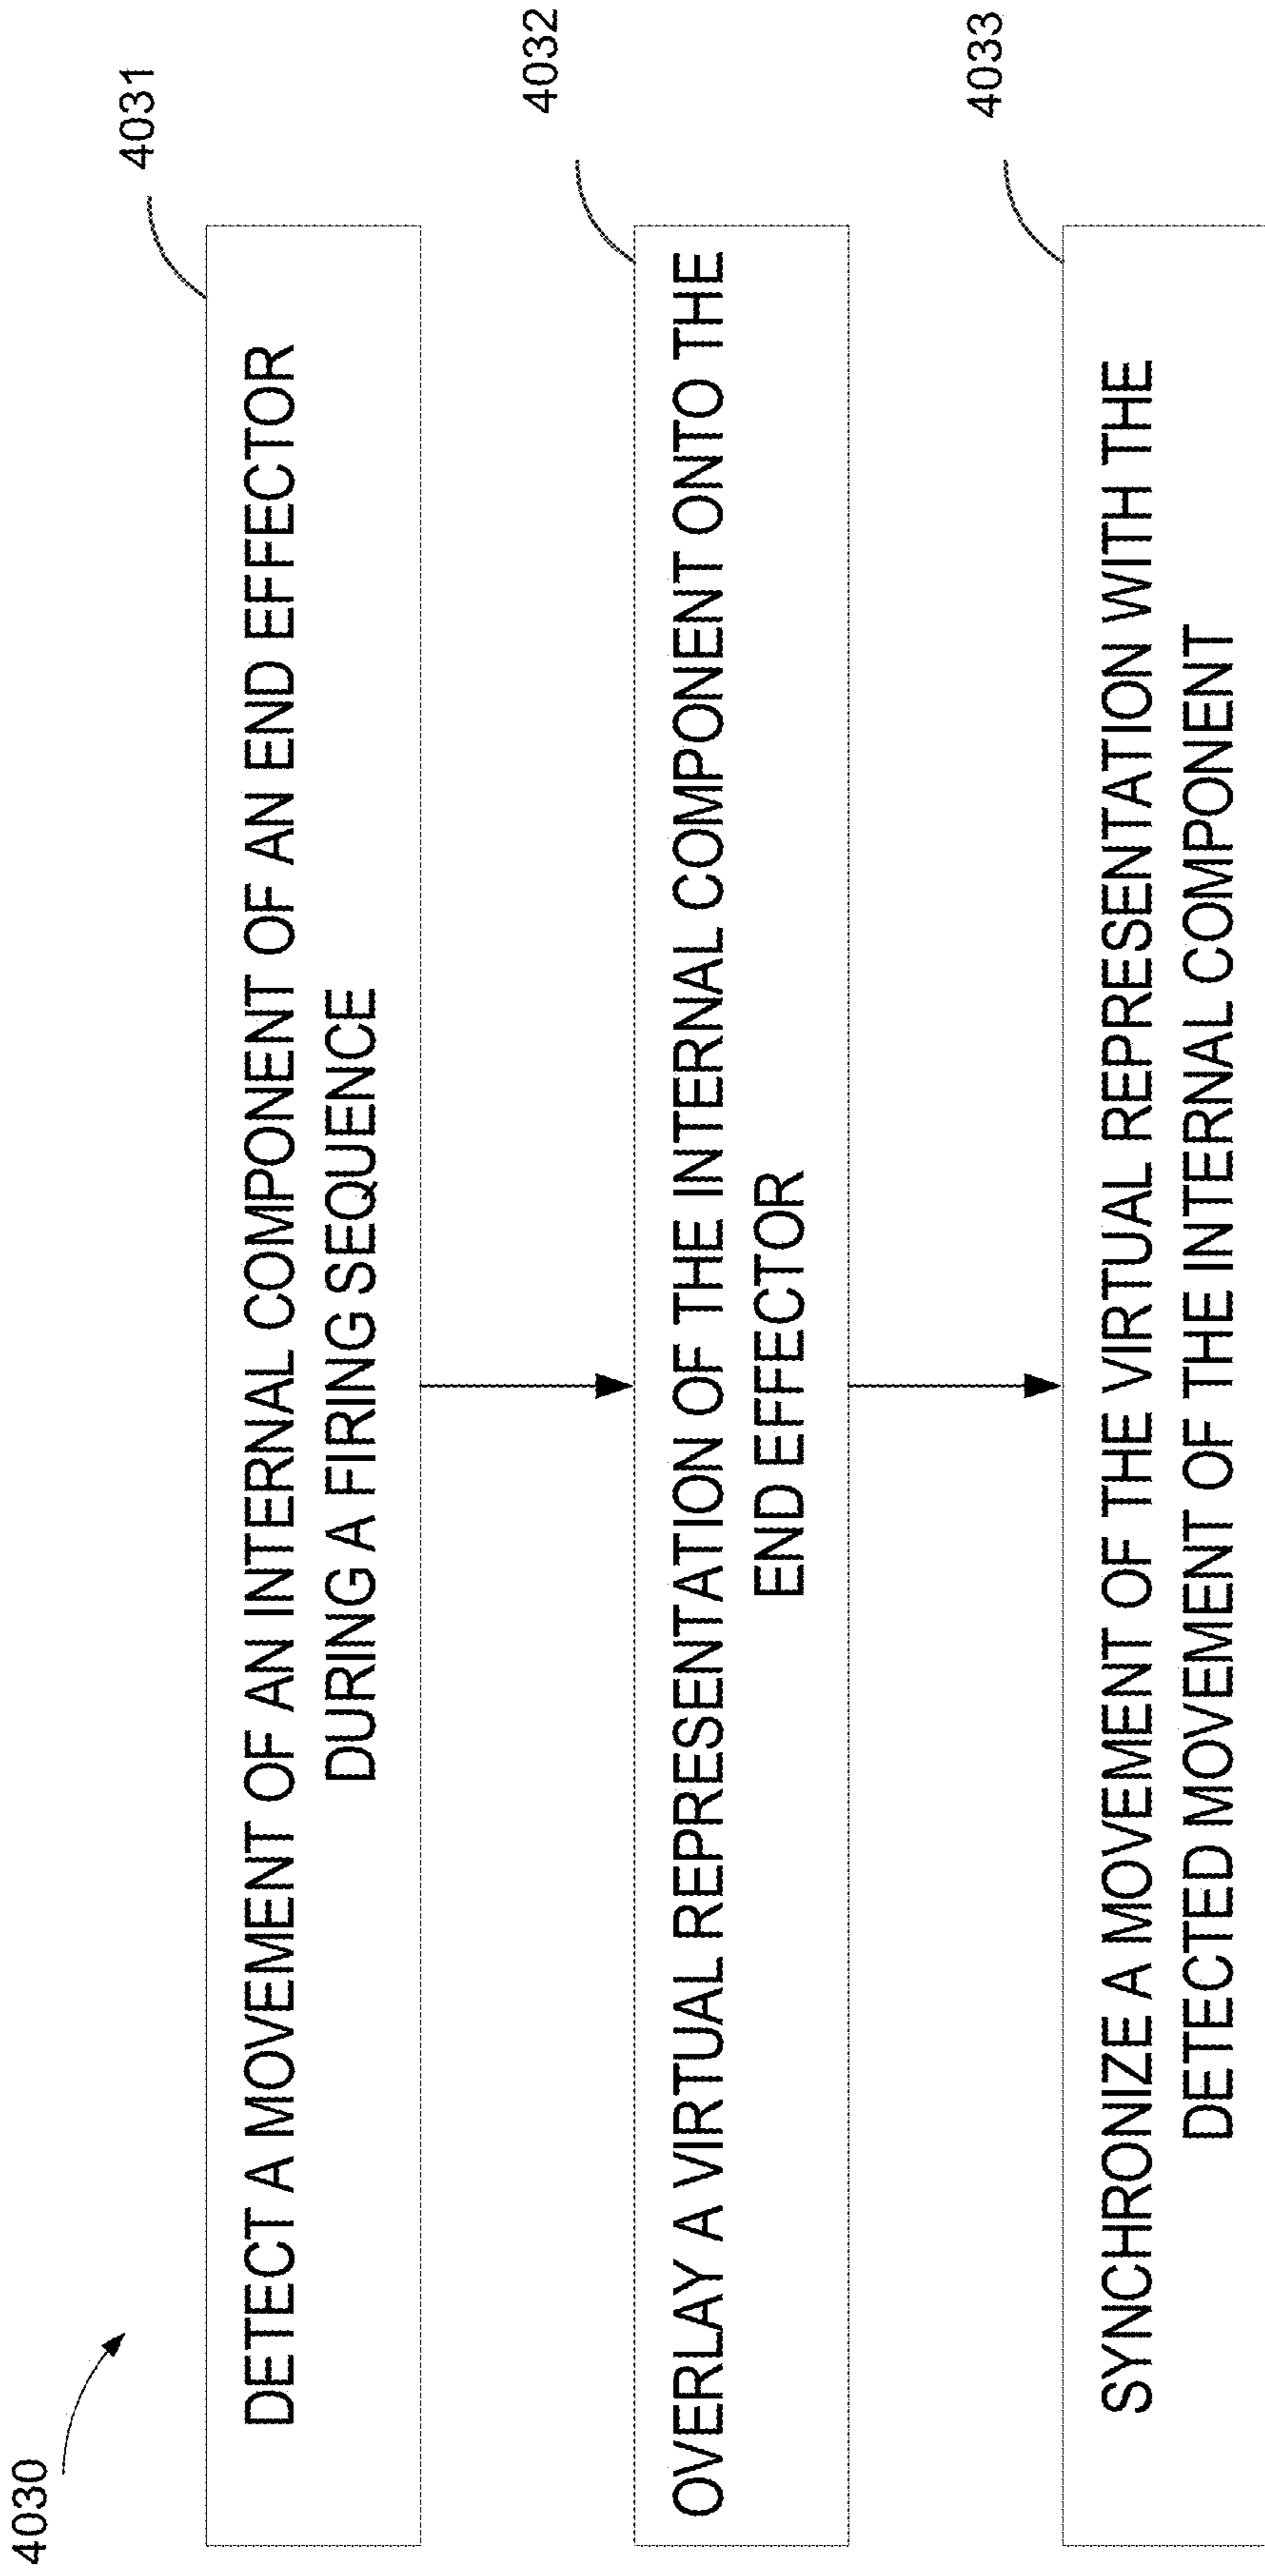 4030
4031
DETECT A MOVEMENT OF AN INTERNAL COMPONENT OF AN END EFFECTOR
DURING A FIRING SEQUENCE
4032
OVERLAY A VIRTUAL REPRESENTATION OF THE INTERNAL COMPONENT ONTO THE
END EFFECTOR
4033
SYNCHRONIZE A MOVEMENT OF THE VIRTUAL REPRESENTATION WITH THE
DETECTED MOVEMENT OF THE INTERNAL COMPONENT